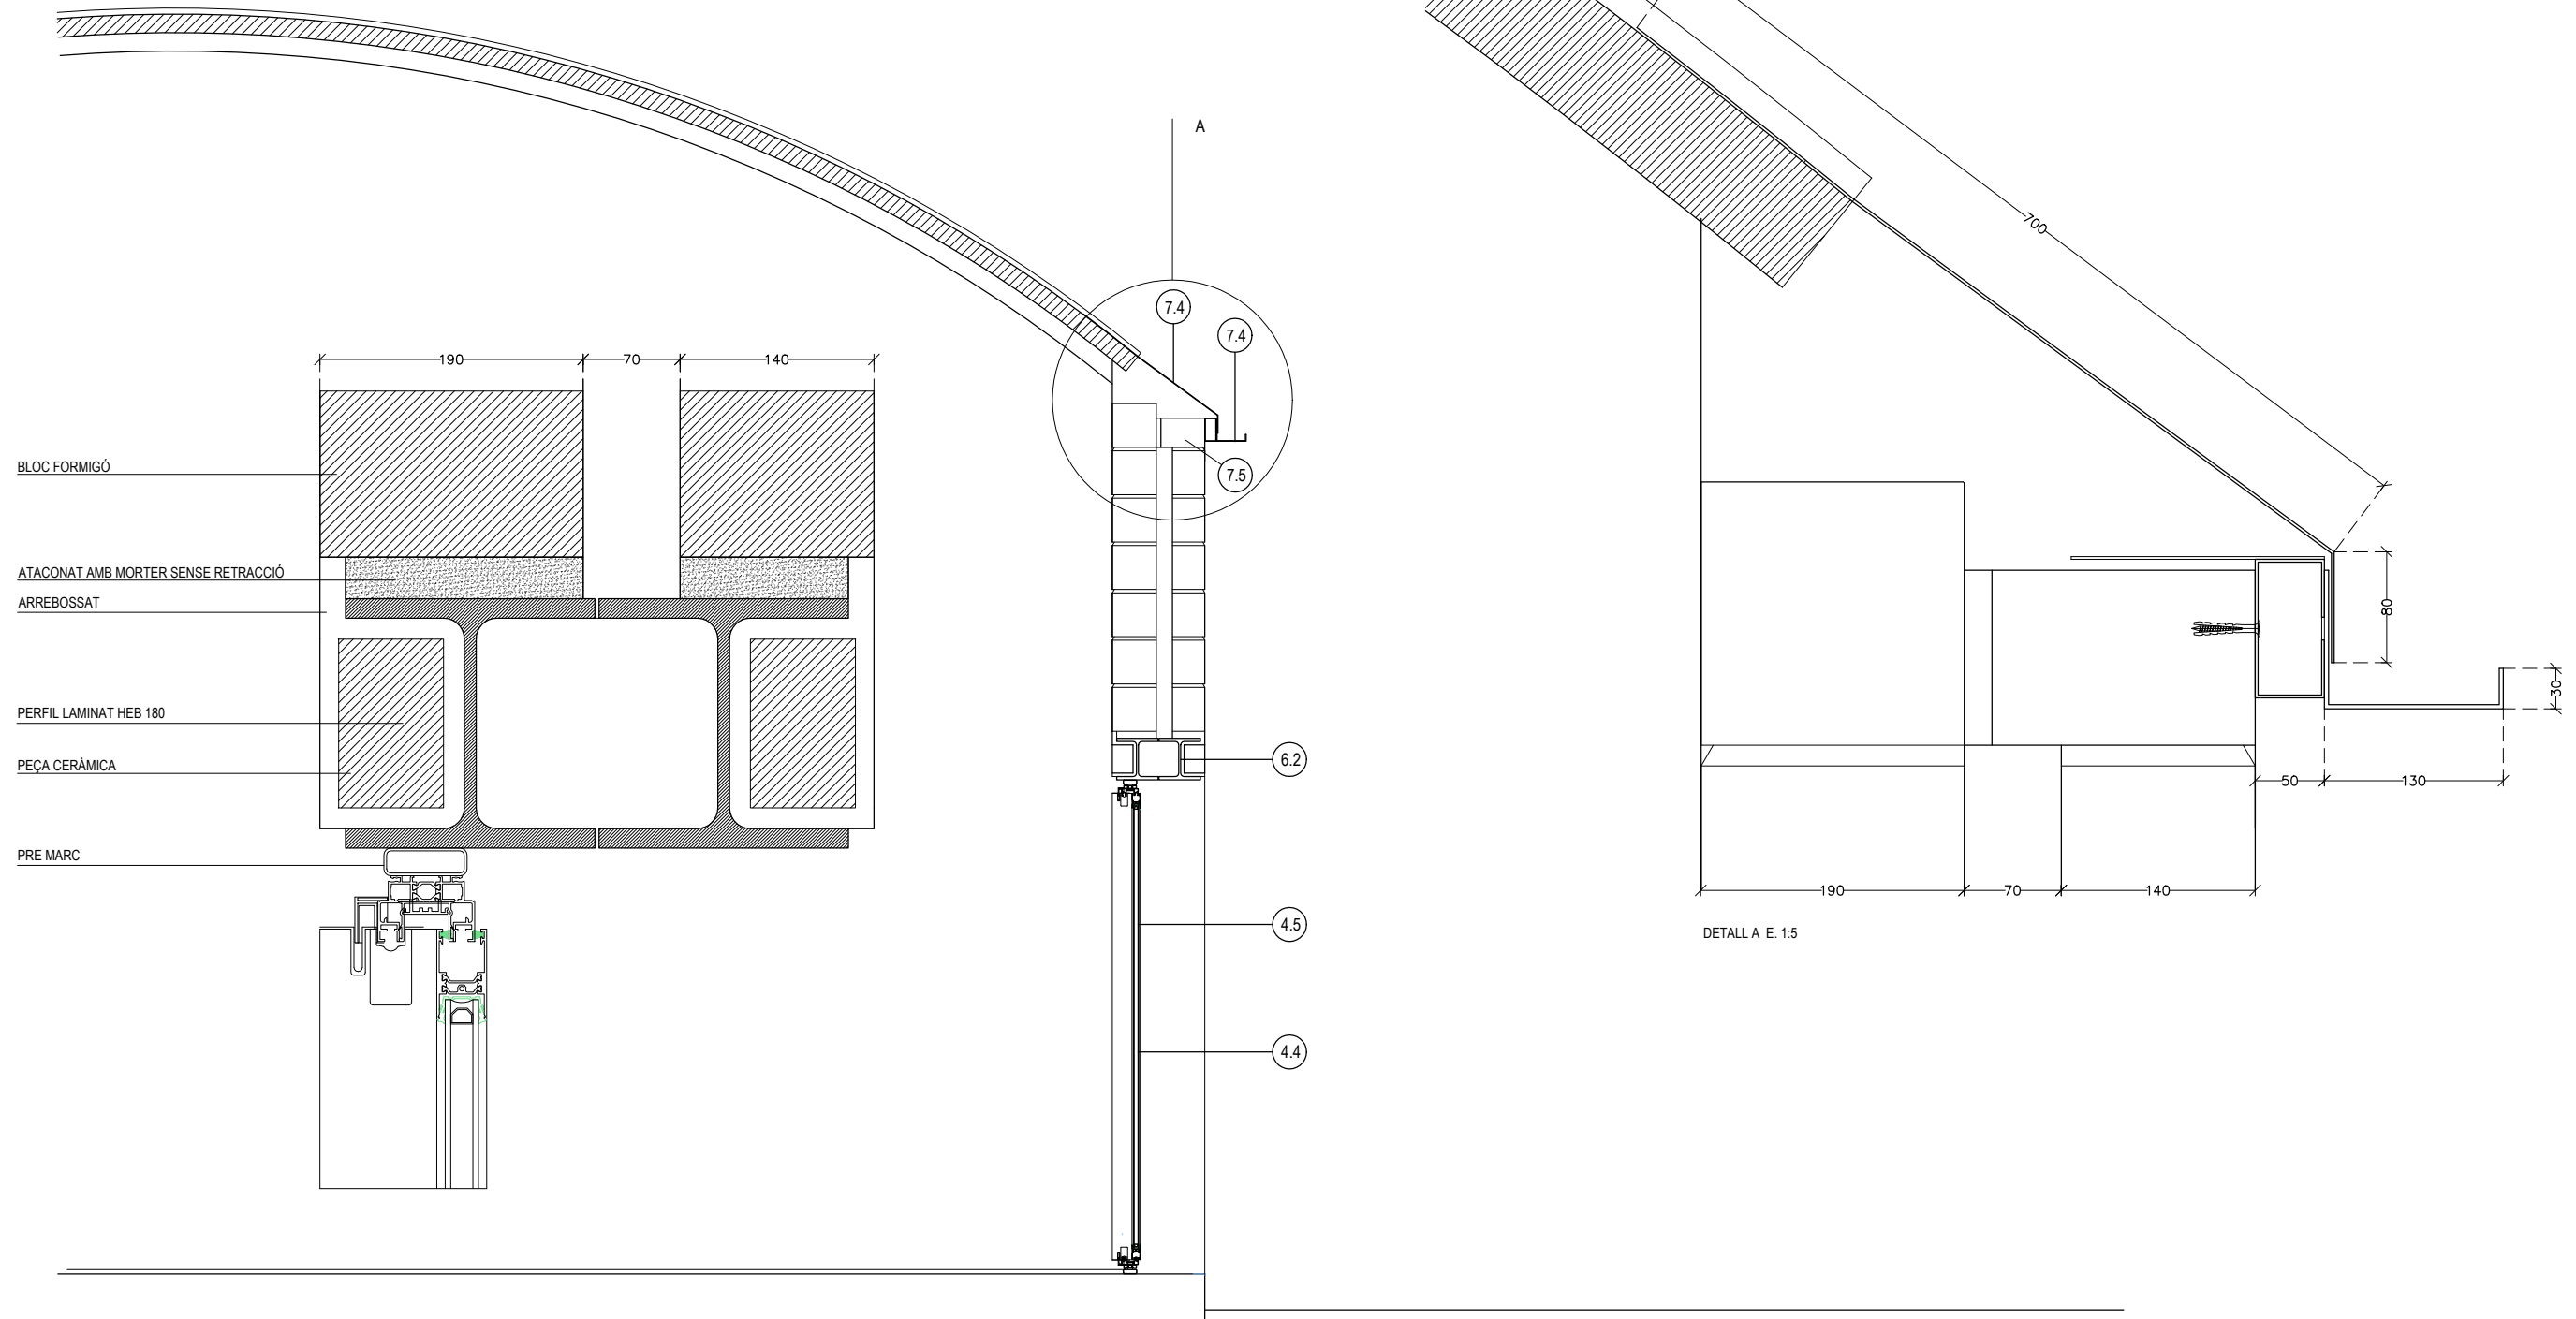 A
700
7.4
7.4
190
70
140
BLOC FORMIGÓ
7.5
ATACONAT AMB MORTER SENSE RETRACCIÓ
ARREBOSSAT
80
30
PERFIL LAMINAT HEB 180
PEÇA CERÀMICA
6.2
50
130
PRE MARC
190
70
140
4.5
DETALL A E. 1:5
4.4